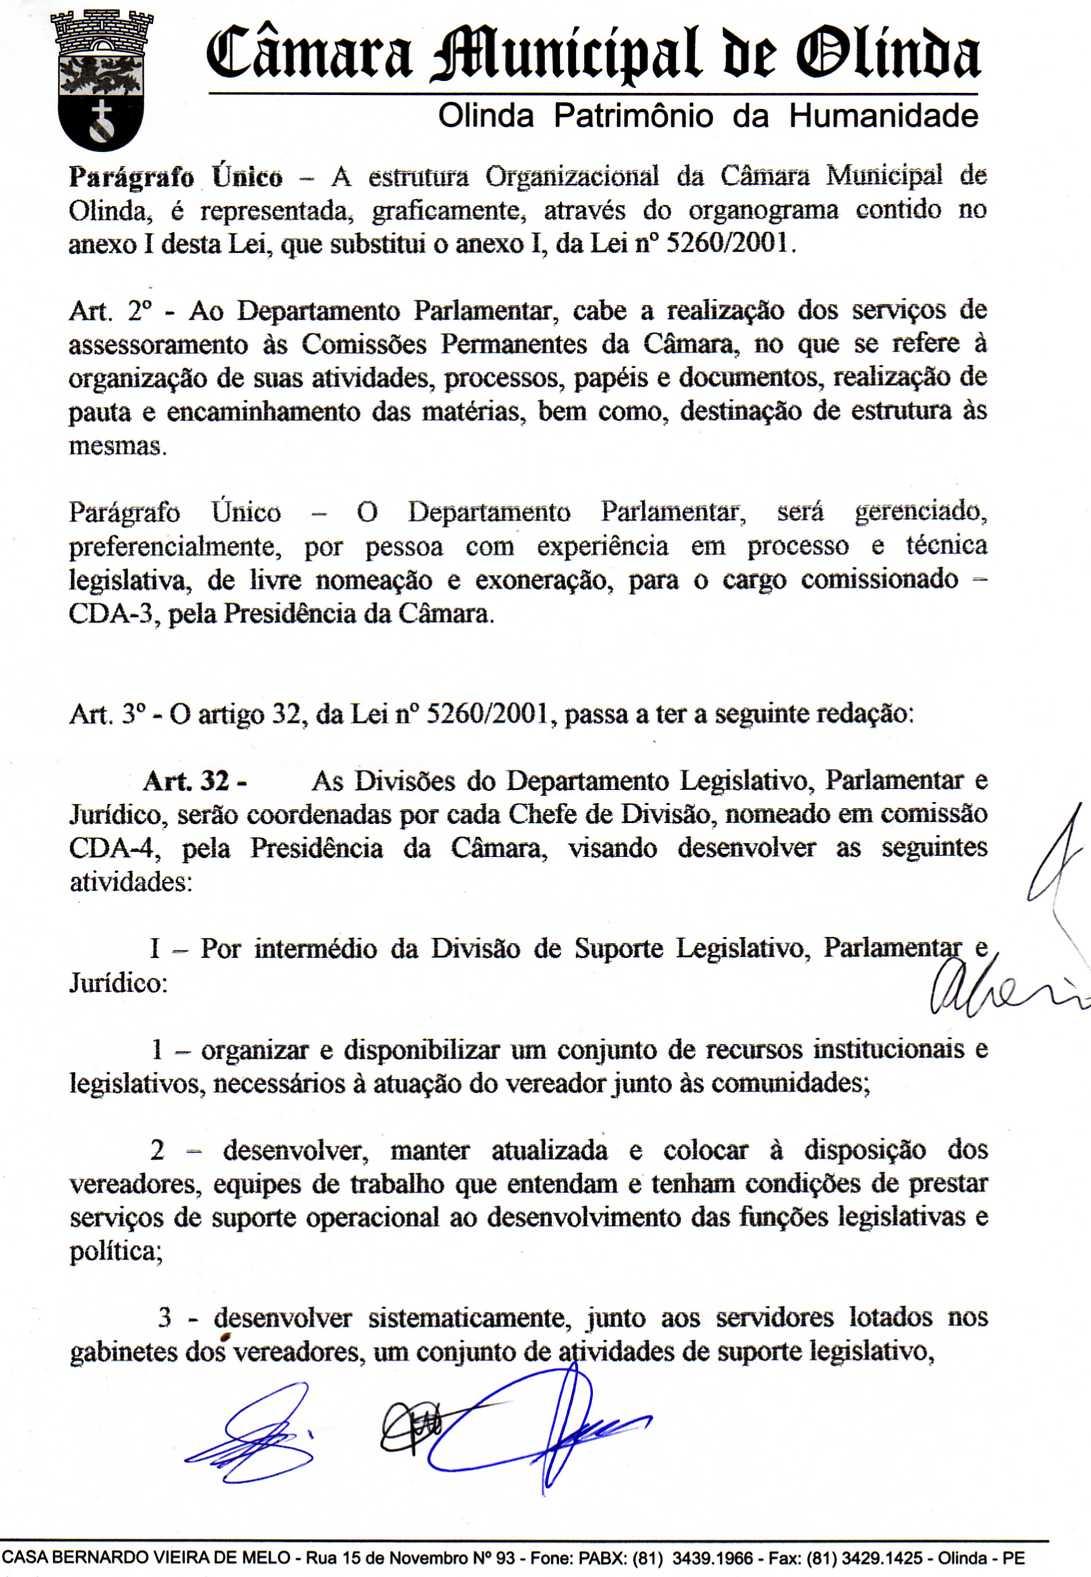 Câmara Municipal de Olinda
Olinda Patrimônio da Humanidade
Parágrafo Único – A estrutura Organizacional da Câmara Municipal de
Olinda, é representada, graficamente, através do organograma contido no
anexo I desta Lei, que substitui o anexo I, da Lei nº 5260/2001.
Art. 2º - Ao Departamento Parlamentar, cabe a realização dos serviços de
assessoramento às Comissões Permanentes da Câmara, no que se refere à
organização de suas atividades, processos, papéis e documentos, realização de
pauta e encaminhamento das matérias, bem como, destinação de estrutura às
mesmas.
Parágrafo Único – O Departamento Parlamentar, será gerenciado,
preferencialmente, por pessoa com experiência em processo e técnica
legislativa, de livre nomeação e exoneração, para o cargo comissionado –
CDA-3, pela Presidência da Câmara.
Art. 3º - O artigo 32, da Lei nº 5260/2001, passa a ter a seguinte redação:
Art. 32 - As Divisões do Departamento Legislativo, Parlamentar e
Jurídico, serão coordenadas por cada Chefe de Divisão, nomeado em comissão
CDA-4, pela Presidência da Câmara, visando desenvolver as seguintes
atividades:
I – Por intermédio da Divisão de Suporte Legislativo, Parlamentar e
Jurídico:
1 – organizar e disponibilizar um conjunto de recursos institucionais e
legislativos, necessários à atuação do vereador junto às comunidades;
2 – desenvolver, manter atualizada e colocar à disposição dos
vereadores, equipes de trabalho que entendam e tenham condições de prestar
serviços de suporte operacional ao desenvolvimento das funções legislativas e
política;
3 - desenvolver sistematicamente, junto aos servidores lotados nos
gabinetes dos vereadores, um conjunto de atividades de suporte legislativo,
CASA BERNARDO VIEIRA DE MELO - Rua 15 de Novembro Nº 93 - Fone: PABX: (81) 3439.1966 - Fax: (81) 3429.1425 - Olinda - PE